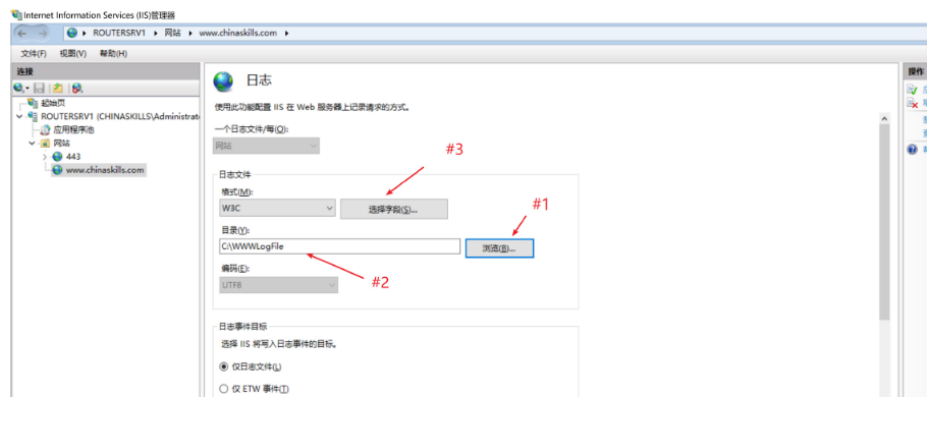 Internet Information Services (IIS)管理器
ROUTERSRV1 ▸ 网站 ▸ www.chinaskills.com ▸
文件(F) 视图(V) 帮助(H)
连接
起始页
ROUTERSRV1 (CHINASKILLS\Administrat
应用程序池
网站
443
www.chinaskills.com
日志
使用此功能配置 IIS 在 Web 服务器上记录请求的方式。
一个日志文件/每(O):
网站
#3
日志文件
格式(M):
W3C
选择字段(S)...
#1
目录(Y):
C:\WWWLogFile
浏览(B)...
#2
编码(E):
UTF8
日志事件目标
选择 IIS 将写入日志事件的目标。
仅日志文件(L)
仅 ETW 事件(T)
操作